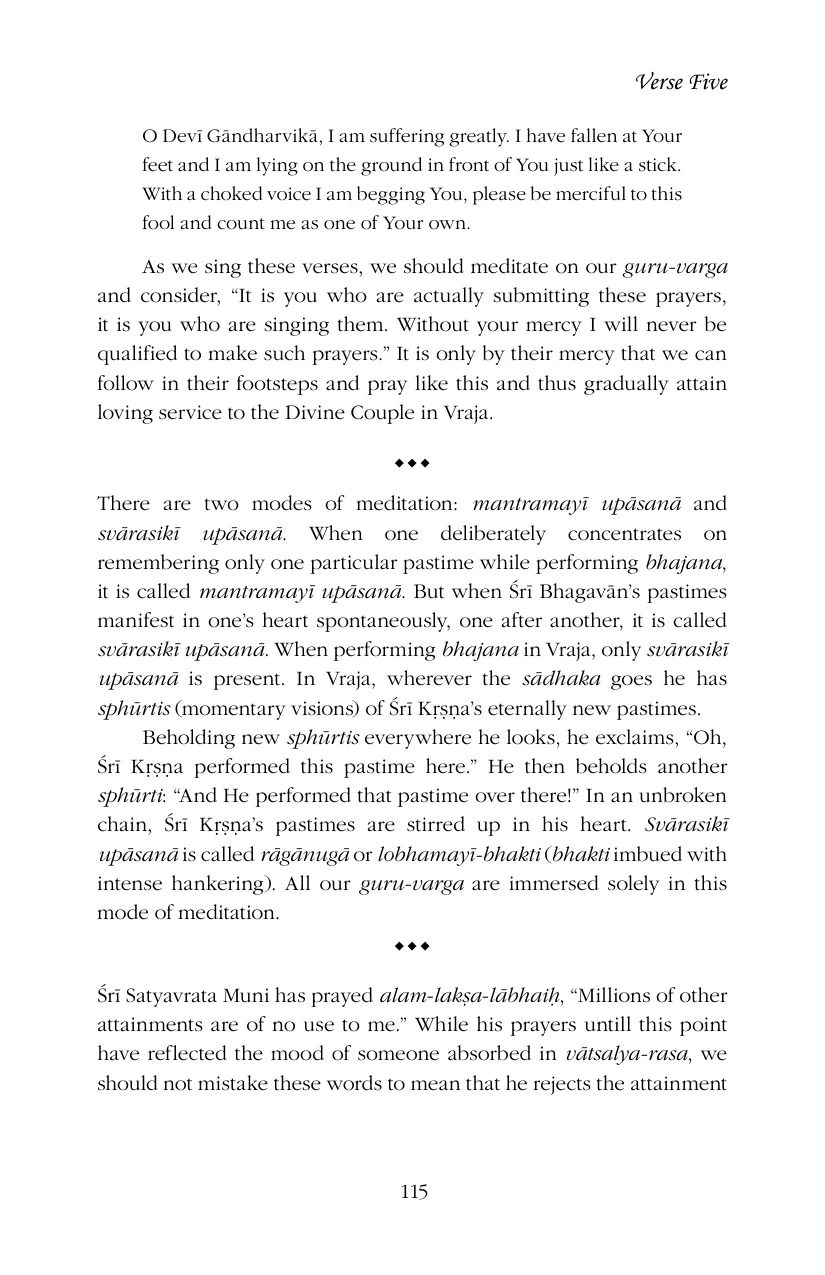 Verse Five
O Devī Gāndharvikā, I am suffering greatly. I have fallen at Your
feet and I am lying on the ground in front of You just like a stick.
With a choked voice I am begging You, please be merciful to this
fool and count me as one of Your own.
As we sing these verses, we should meditate on our guru-varga
and consider, “It is you who are actually submitting these prayers,
it is you who are singing them. Without your mercy I will never be
qualified to make such prayers.” It is only by their mercy that we can
follow in their footsteps and pray like this and thus gradually attain
loving service to the Divine Couple in Vraja.
◆◆◆
There are two modes of meditation: mantramayī upāsanā and
svārasikī upāsanā. When one deliberately concentrates on
remembering only one particular pastime while performing bhajana,
it is called mantramayī upāsanā. But when Śrī Bhagavān’s pastimes
manifest in one’s heart spontaneously, one after another, it is called
svārasikī upāsanā. When performing bhajana in Vraja, only svārasikī
upāsanā is present. In Vraja, wherever the sādhaka goes he has
sphūrtis (momentary visions) of Śrī Kṛṣṇa’s eternally new pastimes.
Beholding new sphūrtis everywhere he looks, he exclaims, “Oh,
Śrī Kṛṣṇa performed this pastime here.” He then beholds another
sphūrti: “And He performed that pastime over there!” In an unbroken
chain, Śrī Kṛṣṇa’s pastimes are stirred up in his heart. Svārasikī
upāsanā is called rāgānugā or lobhamayī-bhakti (bhakti imbued with
intense hankering). All our guru-varga are immersed solely in this
mode of meditation.
◆◆◆
Śrī Satyavrata Muni has prayed alam-lakṣa-lābhaiḥ, “Millions of other
attainments are of no use to me.” While his prayers untill this point
have reflected the mood of someone absorbed in vātsalya-rasa, we
should not mistake these words to mean that he rejects the attainment
115